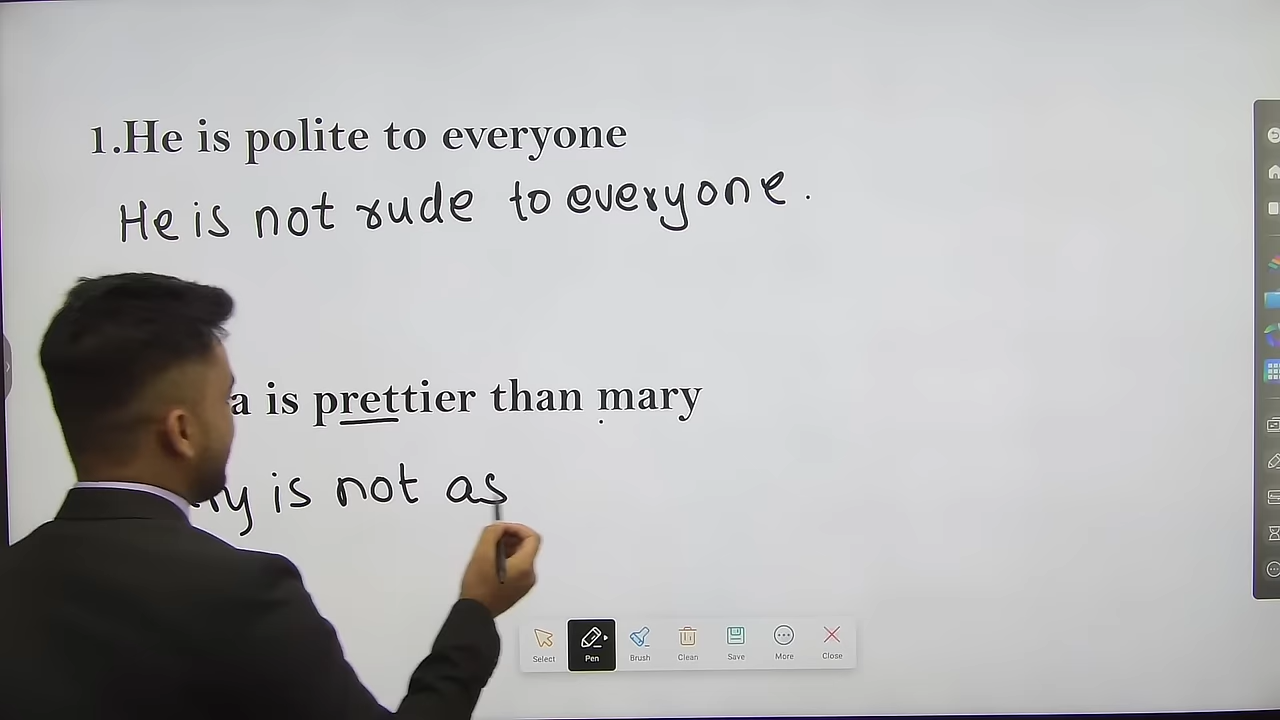 1.He is polite to everyone
He is not rude to everyone.
a is prettier than mary
is not as
Select Pen Brush Clean Save More Close